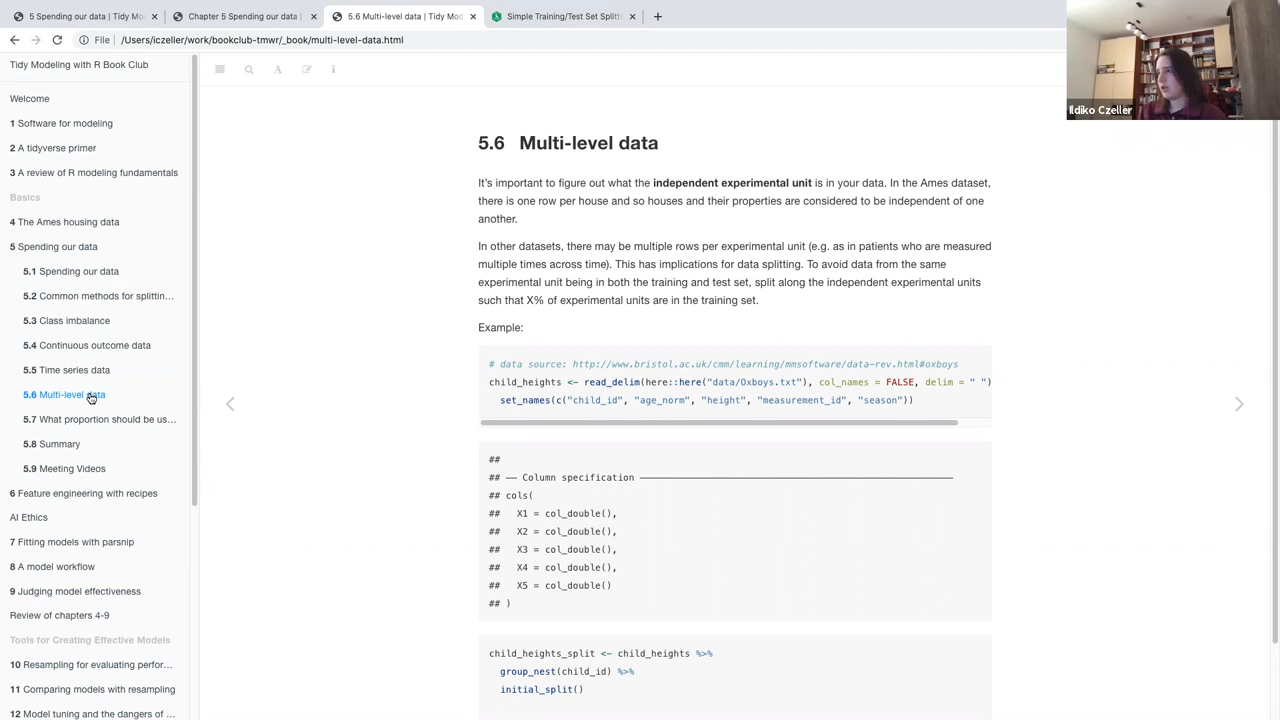 5 Spending our data | Tidy Mo
Chapter 5 Spending our data |
5.6 Multi-level data | Tidy Mod
Simple Training/Test Set Splitti
File
/Users/iczeller/work/bookclub-tmwr/_book/multi-level-data.html
Ildiko Czeller
Tidy Modeling with R Book Club
Welcome
1 Software for modeling
2 A tidyverse primer
3 A review of R modeling fundamentals
Basics
4 The Ames housing data
5 Spending our data
5.1 Spending our data
5.2 Common methods for splittin…
5.3 Class imbalance
5.4 Continuous outcome data
5.5 Time series data
5.6 Multi-level data
5.7 What proportion should be us…
5.8 Summary
5.9 Meeting Videos
6 Feature engineering with recipes
AI Ethics
7 Fitting models with parsnip
8 A model workflow
9 Judging model effectiveness
Review of chapters 4-9
Tools for Creating Effective Models
10 Resampling for evaluating perfor…
11 Comparing models with resampling
12 Model tuning and the dangers of …
5.6 Multi-level data
It's important to figure out what the independent experimental unit is in your data. In the Ames dataset,
there is one row per house and so houses and their properties are considered to be independent of one
another.
In other datasets, there may be multiple rows per experimental unit (e.g. as in patients who are measured
multiple times across time). This has implications for data splitting. To avoid data from the same
experimental unit being in both the training and test set, split along the independent experimental units
such that X% of experimental units are in the training set.
Example:
# data source: http://www.bristol.ac.uk/cmm/learning/mmsoftware/data-rev.html#oxboys
child_heights <- read_delim(here::here("data/Oxboys.txt"), col_names = FALSE, delim = " ")
set_names(c("child_id", "age_norm", "height", "measurement_id", "season"))
##
## ── Column specification ────────────────────────────────
## cols(
##   X1 = col_double(),
##   X2 = col_double(),
##   X3 = col_double(),
##   X4 = col_double(),
##   X5 = col_double()
## )
child_heights_split <- child_heights %>%
group_nest(child_id) %>%
initial_split()